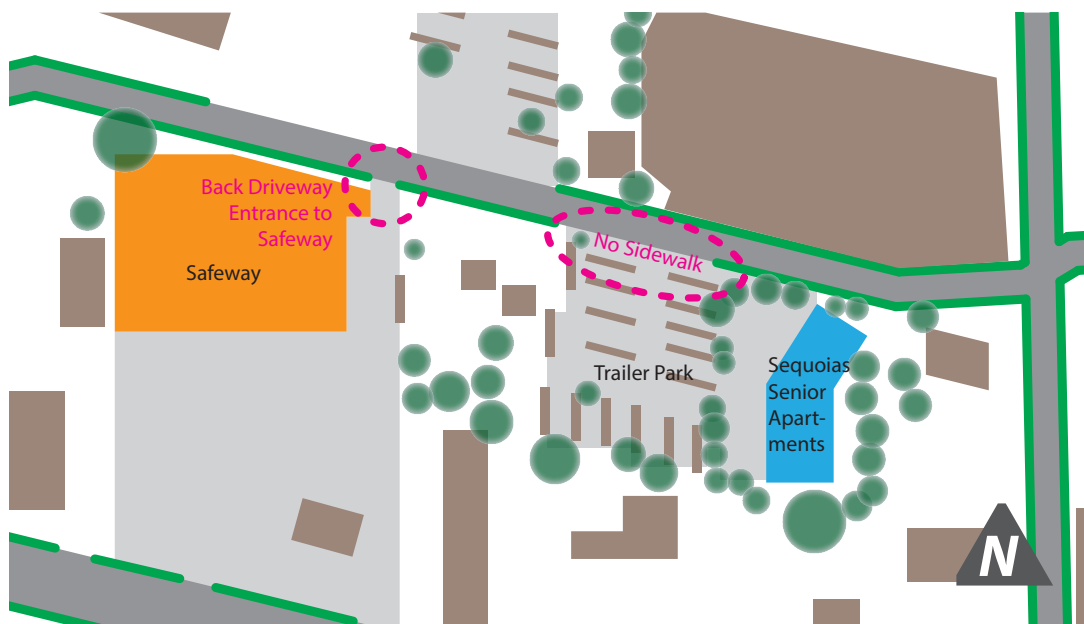 Back Driveway
Entrance to
Safeway
Safeway
No Sidewalk
Trailer Park
Sequoias
Senior
Apart-
ments
N